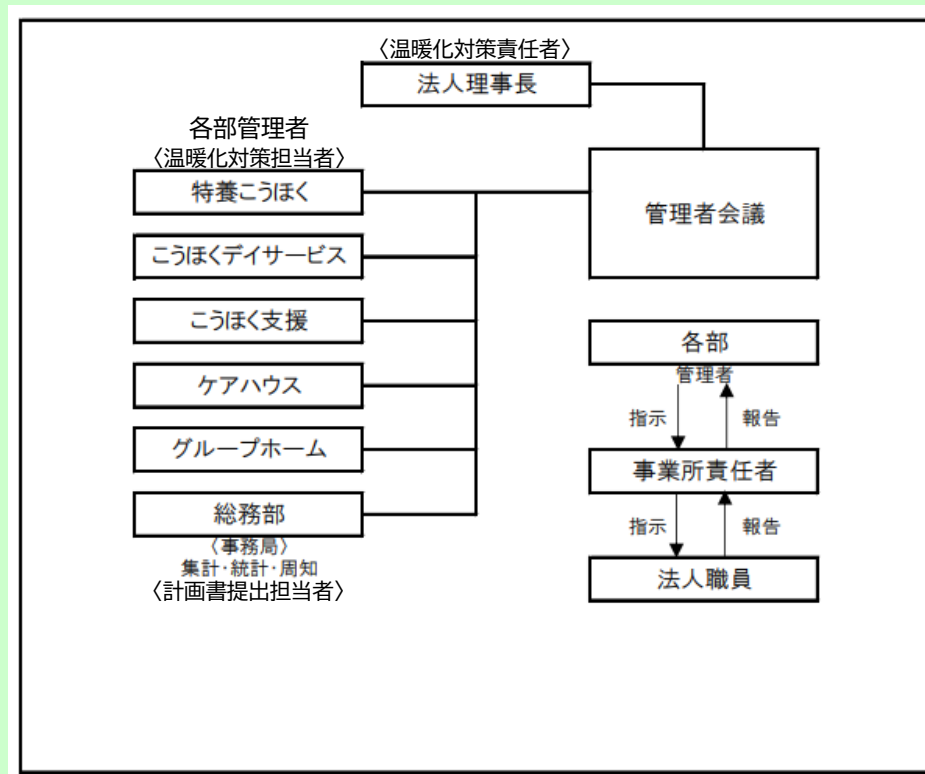 〈温暖化対策責任者〉
法人理事長
各部管理者
〈温暖化対策担当者〉
特養こうほく
管理者会議
こうほくデイサービス
こうほく支援
ケアハウス
グループホーム
総務部
〈事務局〉
集計・統計・周知
〈計画書提出担当者〉
各部
管理者
指示
報告
事業所責任者
指示
報告
法人職員